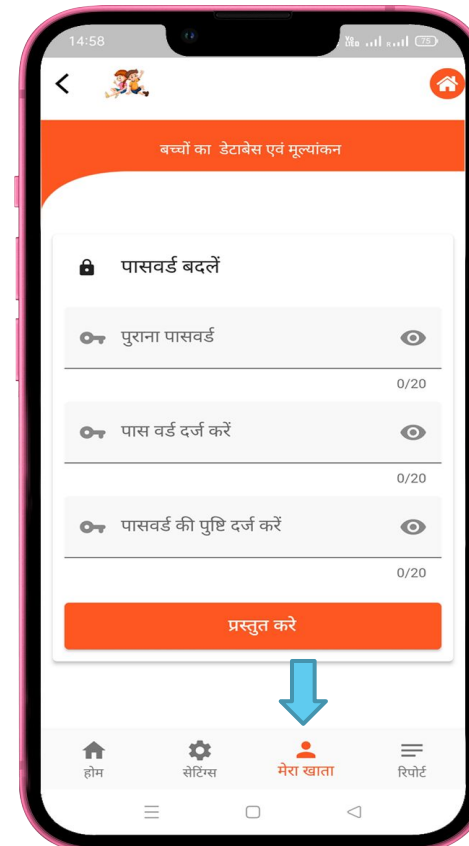 14:58
75
बच्चों का डेटाबेस एवं मूल्यांकन
पासवर्ड बदलें
पुराना पासवर्ड
0/20
पास वर्ड दर्ज करें
0/20
पासवर्ड की पुष्टि दर्ज करें
0/20
प्रस्तुत करे
होम
सेटिंग्स
मेरा खाता
रिपोर्ट